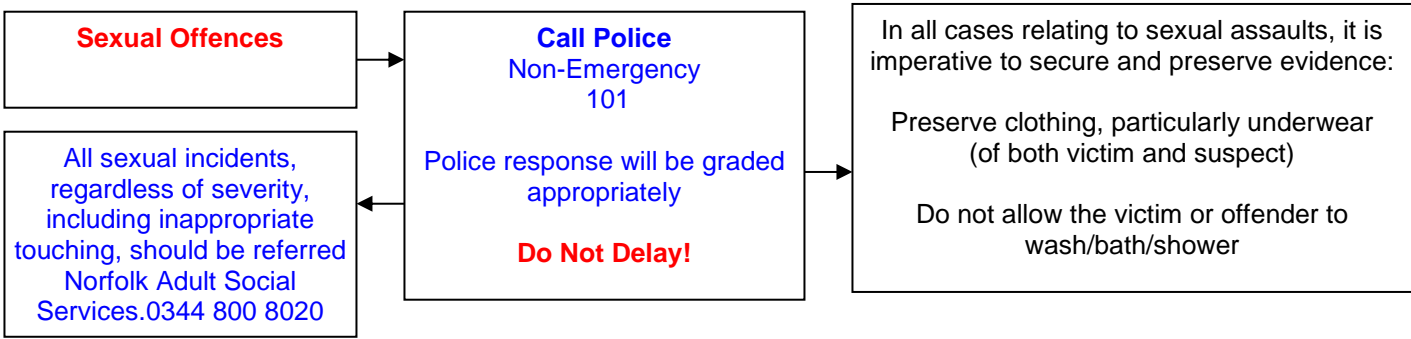 Sexual Offences
Call Police
Non-Emergency
101
Police response will be graded
appropriately
Do Not Delay!
In all cases relating to sexual assaults, it is
imperative to secure and preserve evidence:
Preserve clothing, particularly underwear
(of both victim and suspect)
Do not allow the victim or offender to
wash/bath/shower
All sexual incidents,
regardless of severity,
including inappropriate
touching, should be referred
Norfolk Adult Social
Services.0344 800 8020